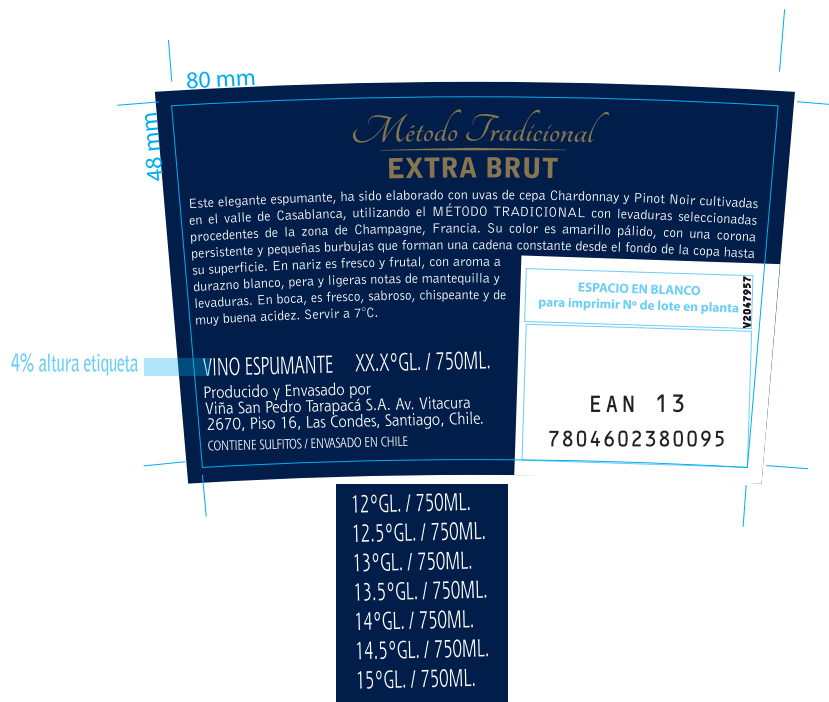 80 mm
48 mm
Método Tradicional
EXTRA BRUT
Este elegante espumante, ha sido elaborado con uvas de cepa Chardonnay y Pinot Noir cultivadas
en el valle de Casablanca, utilizando el MÉTODO TRADICIONAL con levaduras seleccionadas
procedentes de la zona de Champagne, Francia. Su color es amarillo pálido, con una corona
persistente y pequeñas burbujas que forman una cadena constante desde el fondo de la copa hasta
su superficie. En nariz es fresco y frutal, con aroma a
durazno blanco, pera y ligeras notas de mantequilla y
levaduras. En boca, es fresco, sabroso, chispeante y de
muy buena acidez. Servir a 7°C.
ESPACIO EN BLANCO
para imprimir Nº de lote en planta
V2047957
4% altura etiqueta
VINO ESPUMANTE XX.X°GL. / 750ML.
Producido y Envasado por
Viña San Pedro Tarapacá S.A. Av. Vitacura
2670, Piso 16, Las Condes, Santiago, Chile.
CONTIENE SULFITOS / ENVASADO EN CHILE
EAN 13
7804602380095
12°GL. / 750ML.
12.5°GL. / 750ML.
13°GL. / 750ML.
13.5°GL. / 750ML.
14°GL. / 750ML.
14.5°GL. / 750ML.
15°GL. / 750ML.